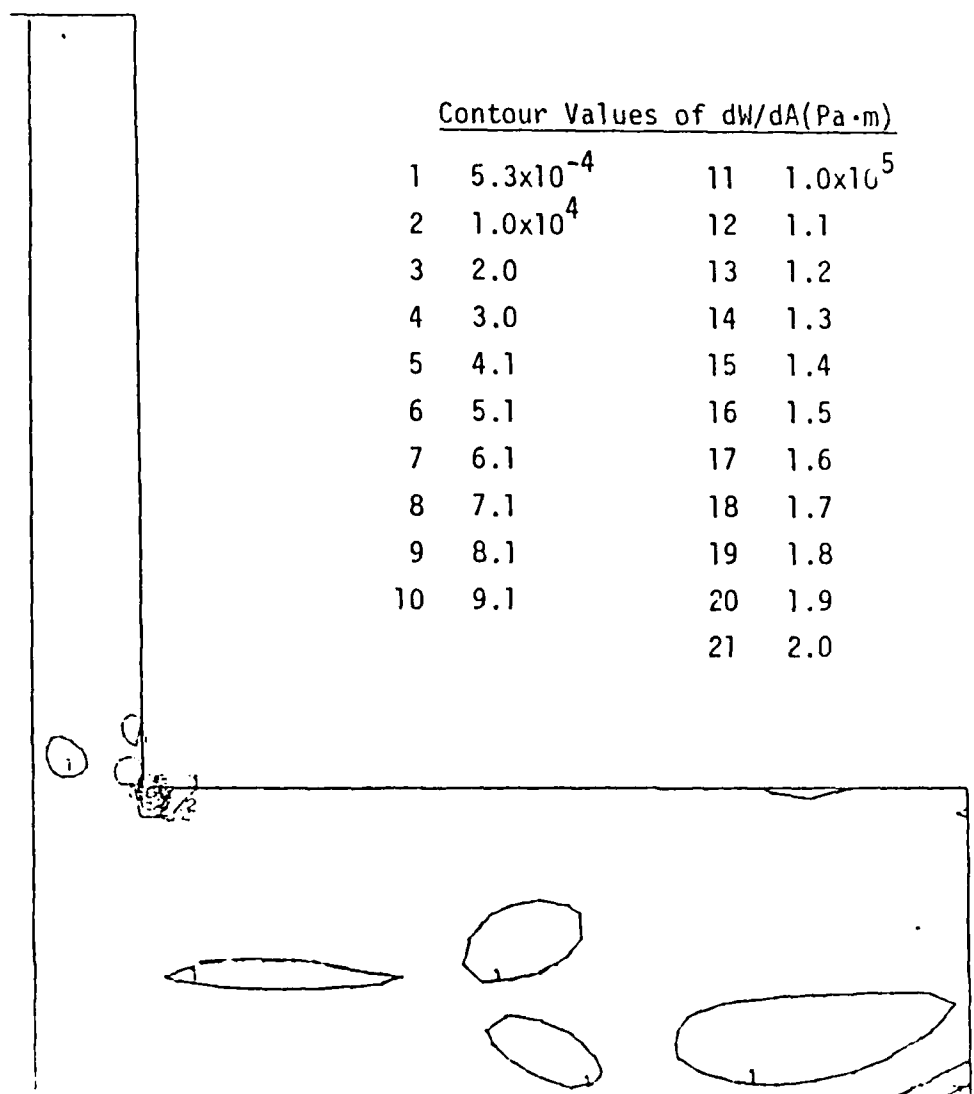 Contour Values of dW/dA(Pa·m)
1 5.3x10^-4 11 1.0x10^5
2 1.0x10^4 12 1.1
3 2.0 13 1.2
4 3.0 14 1.3
5 4.1 15 1.4
6 5.1 16 1.5
7 6.1 17 1.6
8 7.1 18 1.7
9 8.1 19 1.8
10 9.1 20 1.9
21 2.0
1
2
1
1
1
1